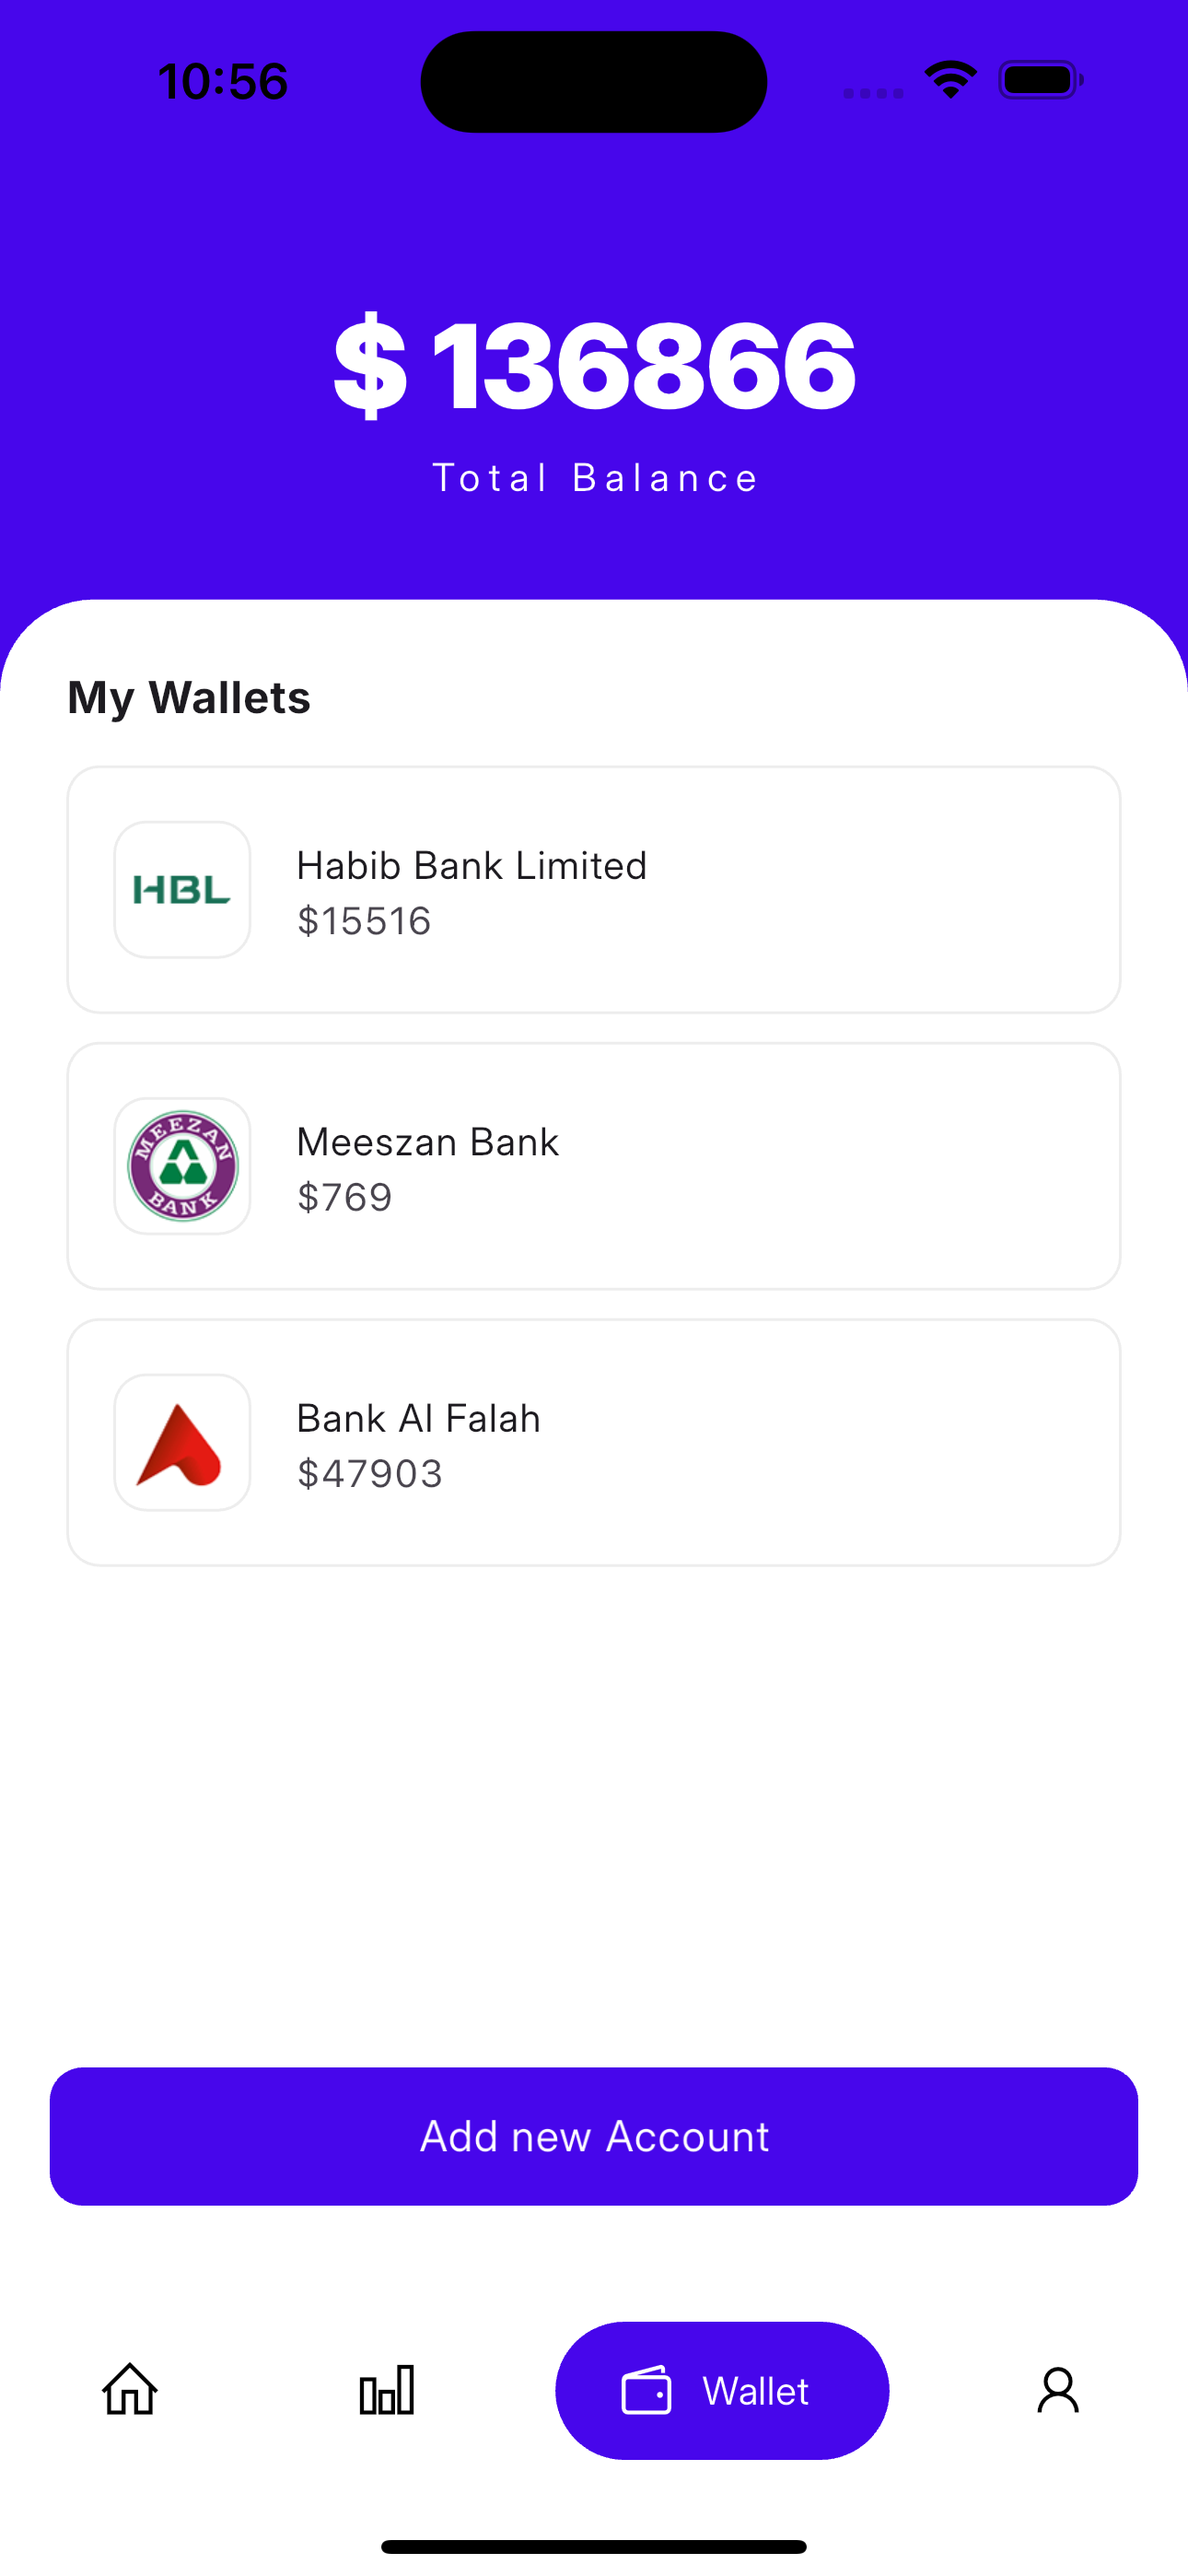 10:56
$ 136866
Total Balance
My Wallets
HBL
Habib Bank Limited
$15516
MEEZAN
BANK
Meeszan Bank
$769
Bank Al Falah
$47903
Add new Account
Wallet